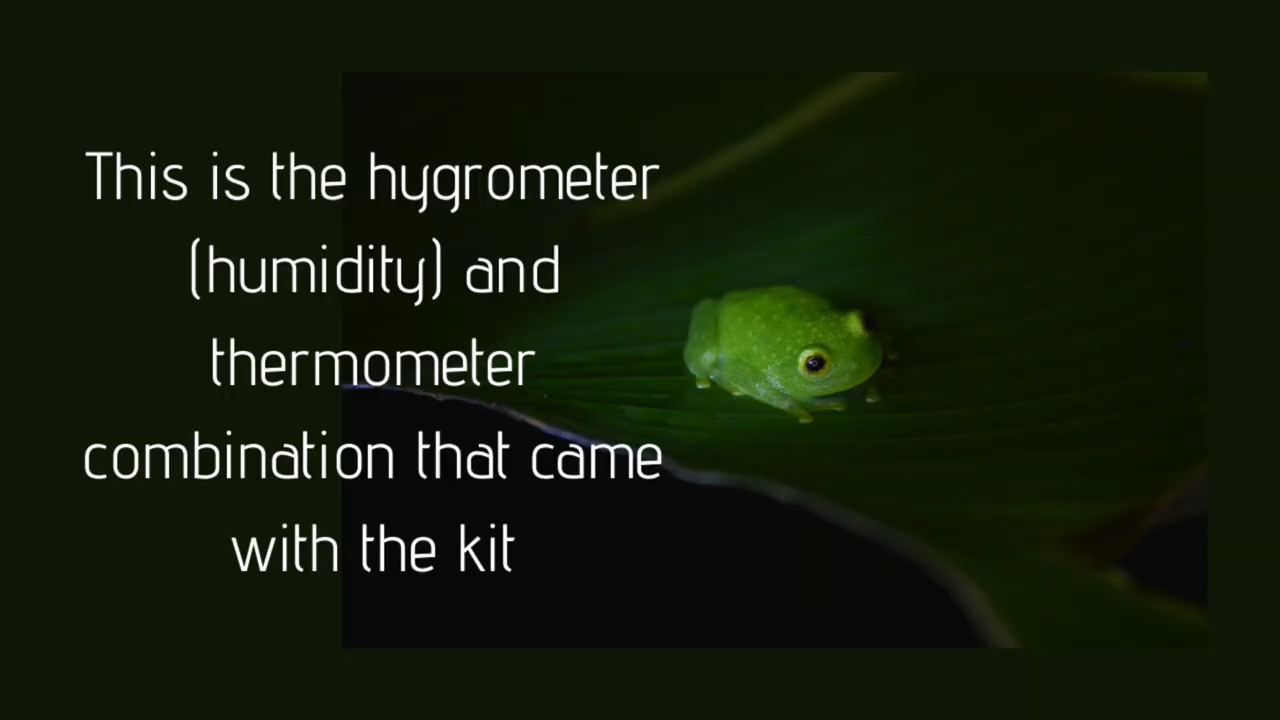 This is the hygrometer
(humidity) and
thermometer
combination that came
with the kit